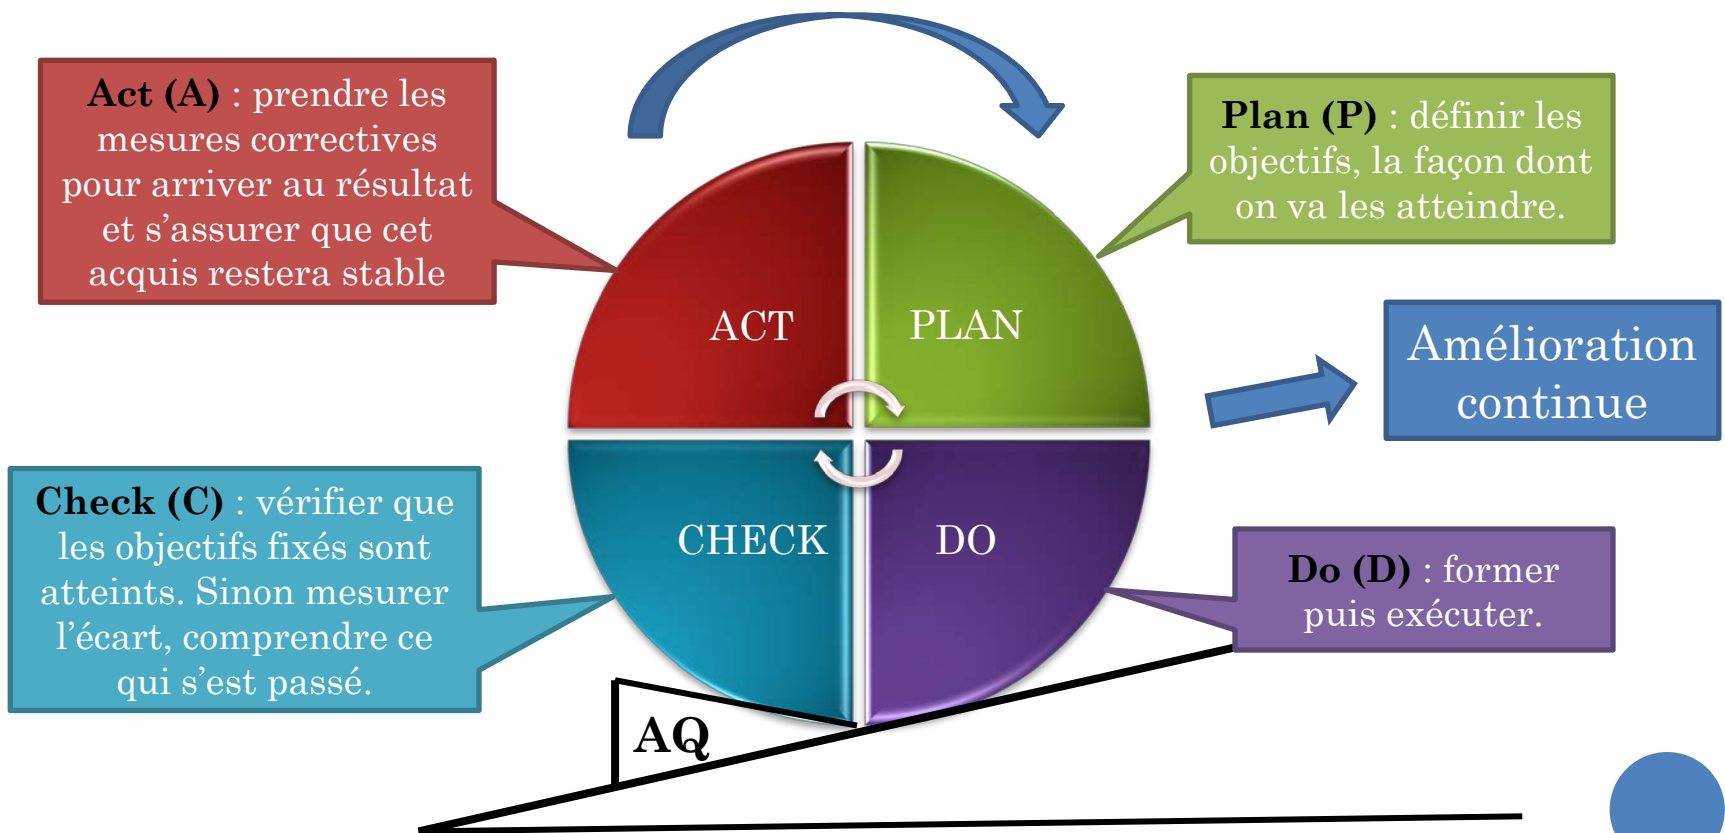 Act (A) : prendre les
mesures correctives
pour arriver au résultat
et s’assurer que cet
acquis restera stable
Plan (P) : définir les
objectifs, la façon dont
on va les atteindre.
ACT
PLAN
Amélioration
continue
Check (C) : vérifier que
les objectifs fixés sont
atteints. Sinon mesurer
l’écart, comprendre ce
qui s’est passé.
CHECK
DO
Do (D) : former
puis exécuter.
AQ